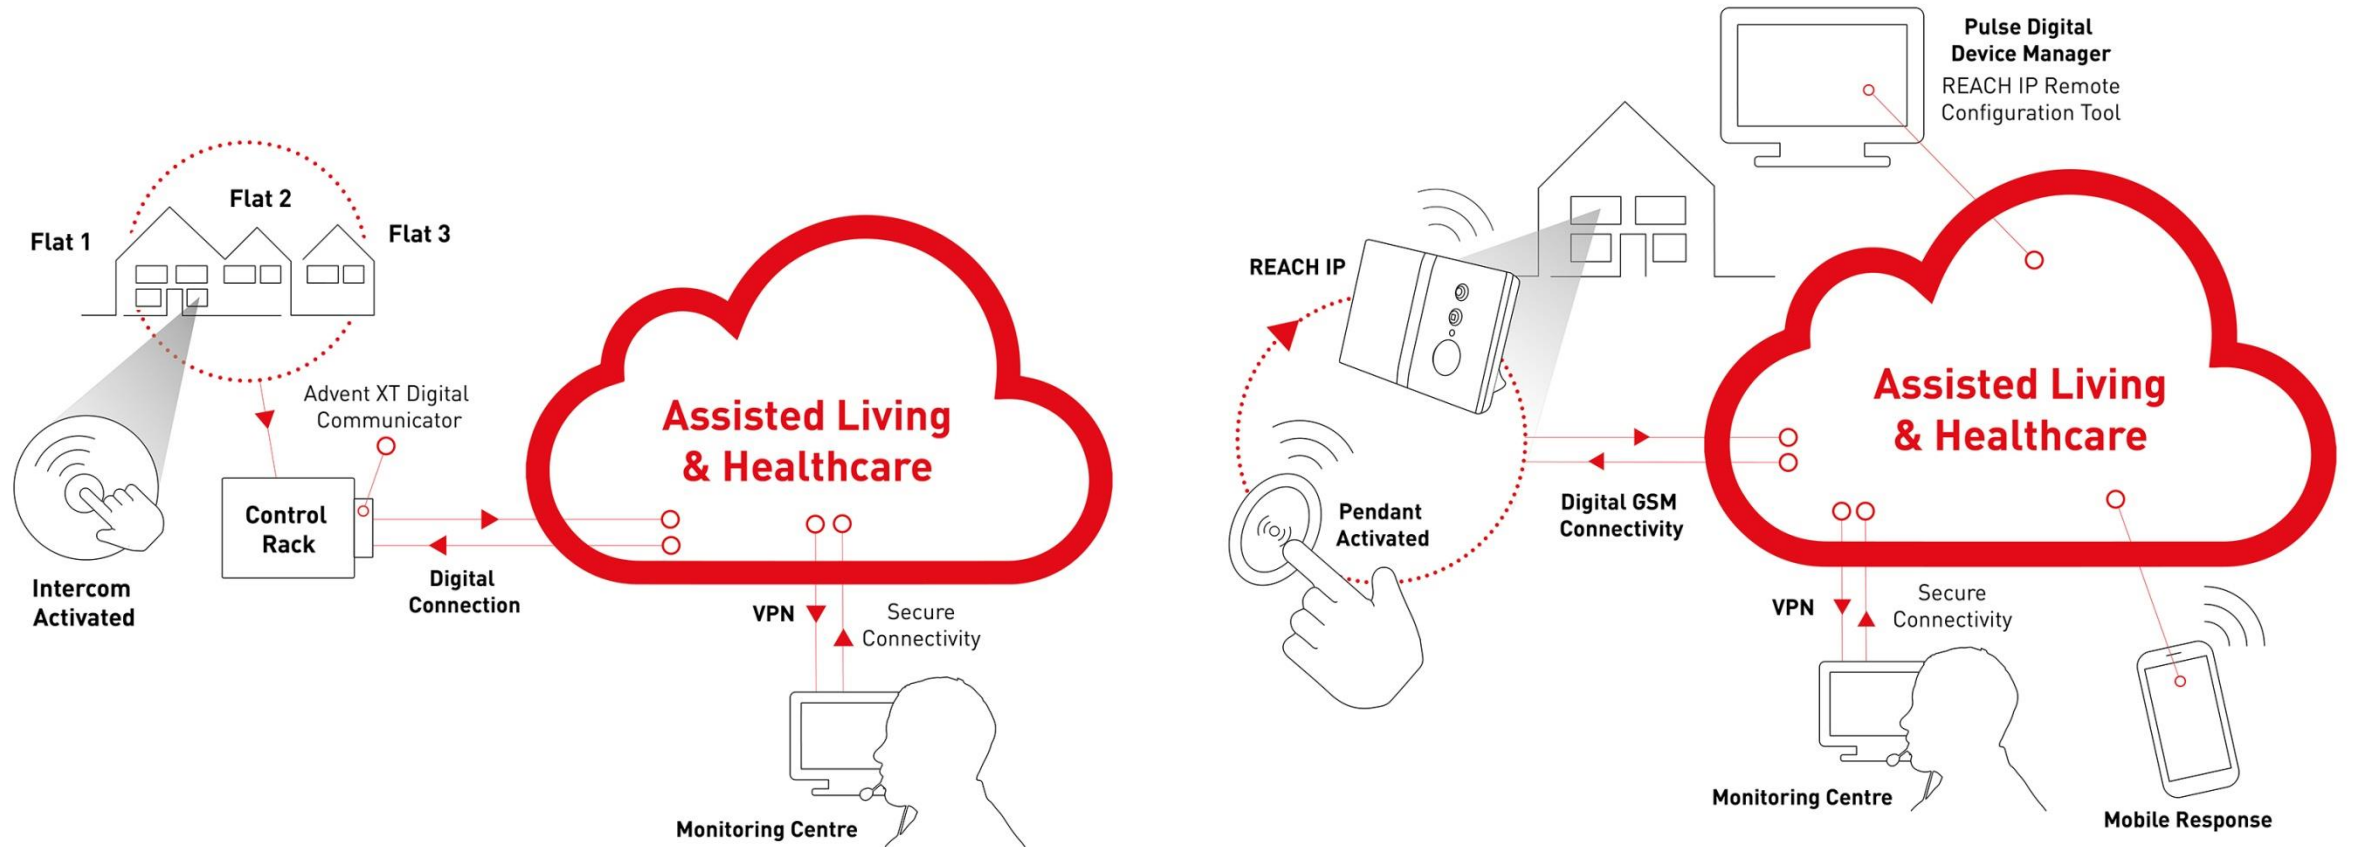 Flat 1
Flat 2
Flat 3
Advent XT Digital
Communicator
Control
Rack
Intercom
Activated
Digital
Connection
Assisted Living
& Healthcare
VPN
Secure
Connectivity
Monitoring Centre
Pulse Digital
Device Manager
REACH IP Remote
Configuration Tool
REACH IP
Pendant
Activated
Digital GSM
Connectivity
Assisted Living
& Healthcare
VPN
Secure
Connectivity
Monitoring Centre
Mobile Response